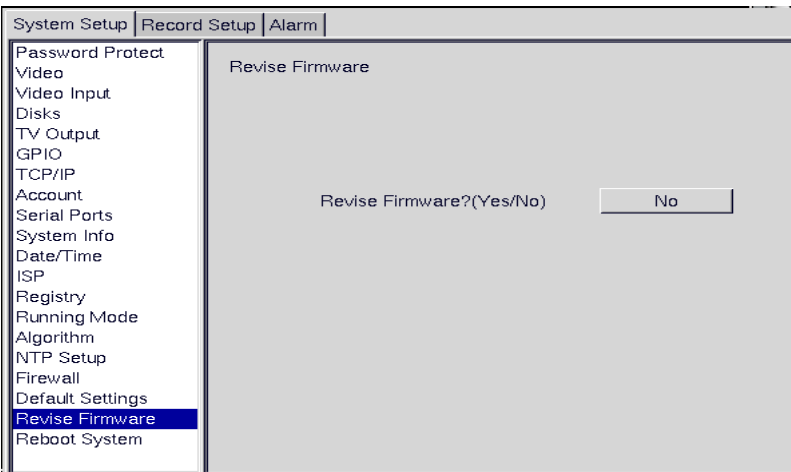 System Setup Record Setup Alarm
Password Protect
Video
Video Input
Disks
TV Output
GPIO
TCP/IP
Account
Serial Ports
System Info
Date/Time
ISP
Registry
Running Mode
Algorithm
NTP Setup
Firewall
Default Settings
Revise Firmware
Reboot System
Revise Firmware
Revise Firmware?(Yes/No) No